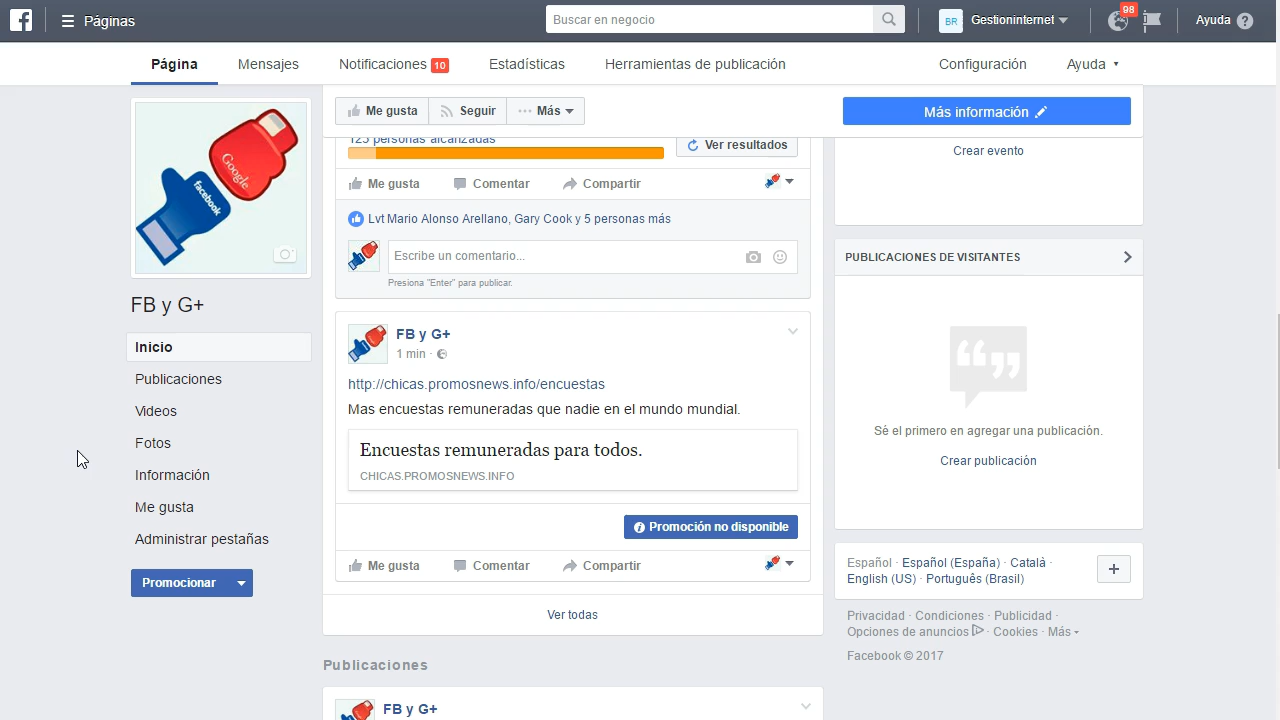 Páginas
Buscar en negocio
BR Gestioninternet
98
Ayuda ?
Página Mensajes Notificaciones 10 Estadísticas Herramientas de publicación Configuración Ayuda
Me gusta Seguir Más
Más información
Google
facebook
FB y G+
Inicio
Publicaciones
Videos
Fotos
Información
Me gusta
Administrar pestañas
Promocionar
125 personas alcanzadas
Ver resultados
Me gusta Comentar Compartir
Lvt Mario Alonso Arellano, Gary Cook y 5 personas más
Escribe un comentario...
Presiona "Enter" para publicar.
FB y G+
1 min ·
http://chicas.promosnews.info/encuestas
Mas encuestas remuneradas que nadie en el mundo mundial.
Encuestas remuneradas para todos.
CHICAS.PROMOSNEWS.INFO
Promoción no disponible
Me gusta Comentar Compartir
Ver todas
Publicaciones
FB y G+
Crear evento
PUBLICACIONES DE VISITANTES
Sé el primero en agregar una publicación.
Crear publicación
Español · Español (España) · Català ·
English (US) · Português (Brasil)
+
Privacidad · Condiciones · Publicidad ·
Opciones de anuncios · Cookies · Más
Facebook © 2017